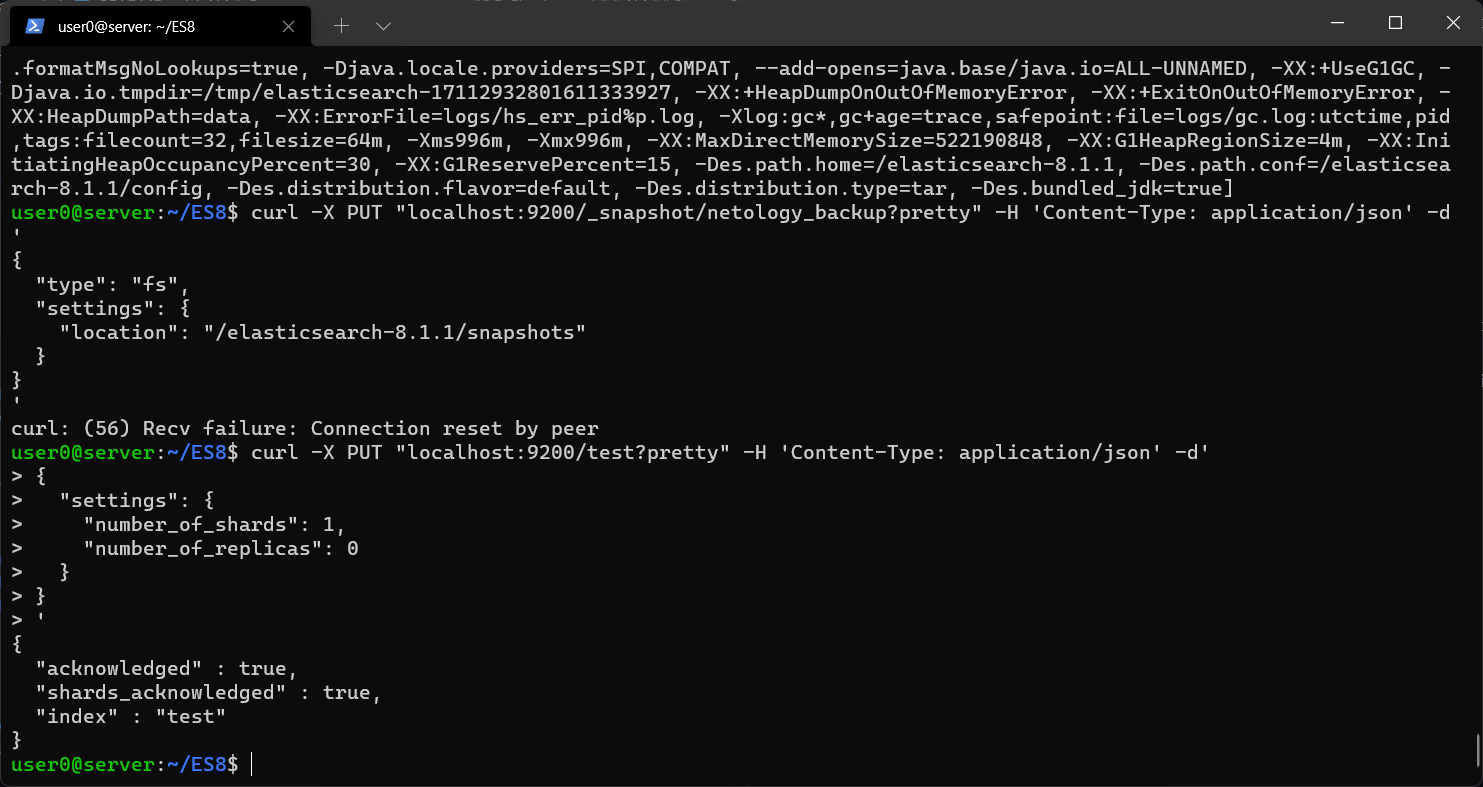 user0@server: ~/ES8
.formatMsgNoLookups=true, -Djava.locale.providers=SPI,COMPAT, --add-opens=java.base/java.io=ALL-UNNAMED, -XX:+UseG1GC, -
Djava.io.tmpdir=/tmp/elasticsearch-17112932801611333927, -XX:+HeapDumpOnOutOfMemoryError, -XX:+ExitOnOutOfMemoryError, -
XX:HeapDumpPath=data, -XX:ErrorFile=logs/hs_err_pid%p.log, -Xlog:gc*,gc+age=trace,safepoint:file=logs/gc.log:utctime,pid
,tags:filecount=32,filesize=64m, -Xms996m, -Xmx996m, -XX:MaxDirectMemorySize=522190848, -XX:G1HeapRegionSize=4m, -XX:Ini
tiatingHeapOccupancyPercent=30, -XX:G1ReservePercent=15, -Des.path.home=/elasticsearch-8.1.1, -Des.path.conf=/elasticsea
rch-8.1.1/config, -Des.distribution.flavor=default, -Des.distribution.type=tar, -Des.bundled_jdk=true]
user0@server:~/ES8$ curl -X PUT "localhost:9200/_snapshot/netology_backup?pretty" -H 'Content-Type: application/json' -d
'
{
  "type": "fs",
  "settings": {
    "location": "/elasticsearch-8.1.1/snapshots"
  }
}
'
curl: (56) Recv failure: Connection reset by peer
user0@server:~/ES8$ curl -X PUT "localhost:9200/test?pretty" -H 'Content-Type: application/json' -d'
> {
>   "settings": {
>     "number_of_shards": 1,
>     "number_of_replicas": 0
>   }
> }
> '
{
  "acknowledged" : true,
  "shards_acknowledged" : true,
  "index" : "test"
}
user0@server:~/ES8$